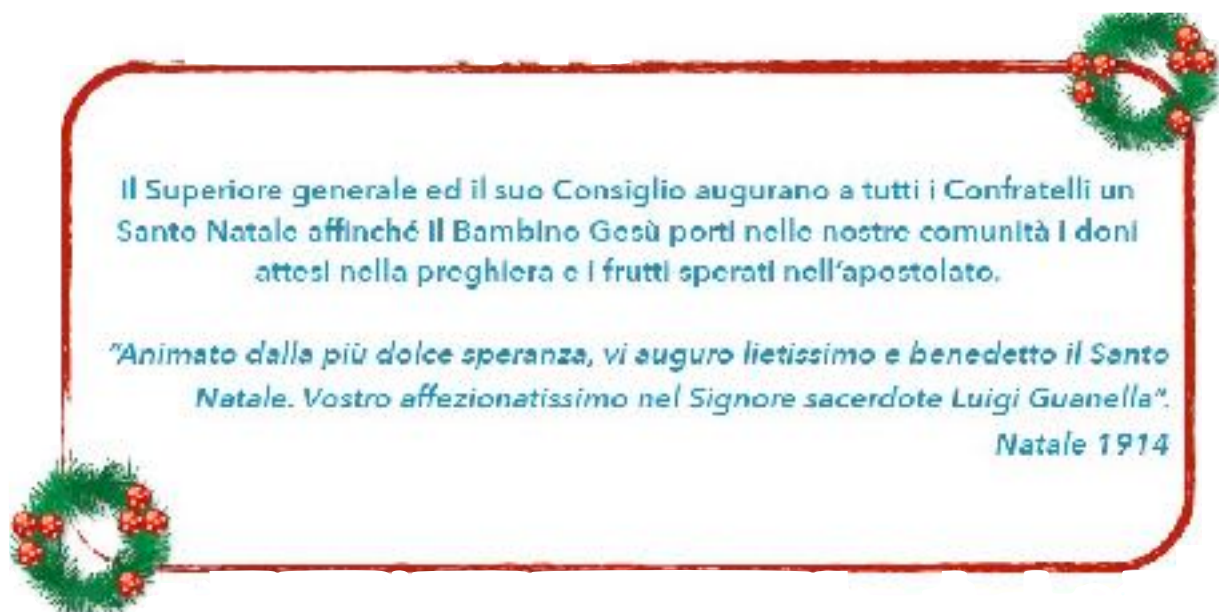 Il Superiore generale ed il suo Consiglio augurano a tutti i Confratelli un
Santo Natale affinché il Bambino Gesù porti nelle nostre comunità i doni
attesi nella preghiera e i frutti sperati nell'apostolato.
"Animato dalla più dolce speranza, vi auguro lietissimo e benedetto il Santo
Natale. Vostro affezionatissimo nel Signore sacerdote Luigi Guanella".
Natale 1914